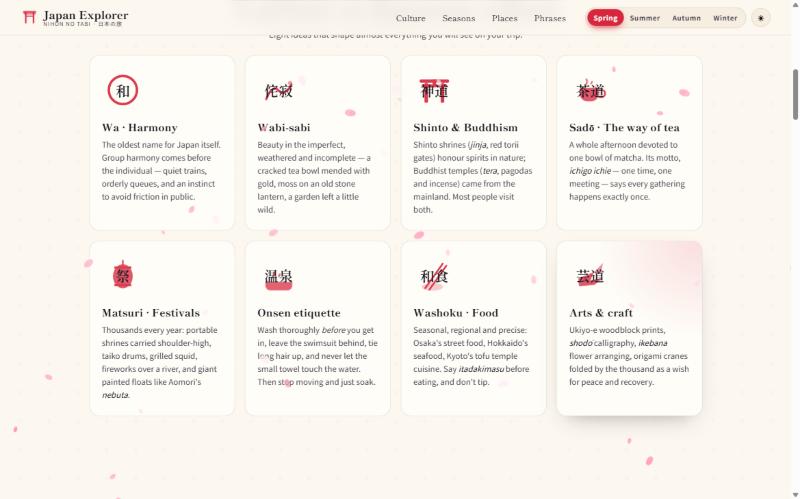 Japan Explorer
NIHON NO TABI · 日本の旅
Culture Seasons Places Phrases
Spring Summer Autumn Winter
Eight ideas that shape almost everything you will see on your trip.
和
Wa · Harmony
The oldest name for Japan itself.
Group harmony comes before
the individual — quiet trains,
orderly queues, and an instinct
to avoid friction in public.
侘寂
Wabi-sabi
Beauty in the imperfect,
weathered and incomplete — a
cracked tea bowl mended with
gold, moss on an old stone
lantern, a garden left a little
wild.
神道
Shinto & Buddhism
Shinto shrines (jinja, red torii
gates) honour spirits in nature;
Buddhist temples (tera, pagodas
and incense) came from the
mainland. Most people visit
both.
茶道
Sadō · The way of tea
A whole afternoon devoted to
one bowl of matcha. Its motto,
ichigo ichie — one time, one
meeting — says every gathering
happens exactly once.
祭
Matsuri · Festivals
Thousands every year: portable
shrines carried shoulder-high,
taiko drums, grilled squid,
fireworks over a river, and giant
painted floats like Aomori's
nebuta.
温泉
Onsen etiquette
Wash thoroughly before you get
in, leave the swimsuit behind, tie
long hair up, and never let the
small towel touch the water.
Then stop moving and just soak.
和食
Washoku · Food
Seasonal, regional and precise:
Osaka's street food, Hokkaido's
seafood, Kyoto's tofu temple
cuisine. Say itadakimasu before
eating, and don't tip.
芸道
Arts & craft
Ukiyo-e woodblock prints,
shodō calligraphy, ikebana
flower arranging, origami cranes
folded by the thousand as a wish
for peace and recovery.